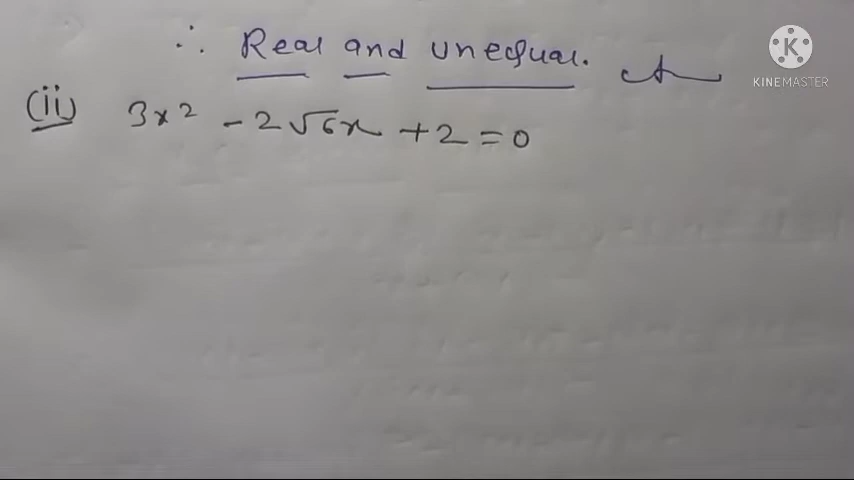 ∴ Real and unequal.
K
KINEMASTER
(ii) 3x² - 2√6x + 2 = 0